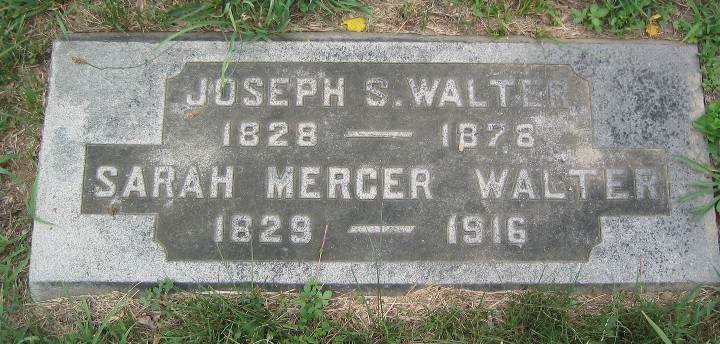 JOSEPH S. WALTER
1828 — 1878
SARAH MERCER WALTER
1829 — 1916